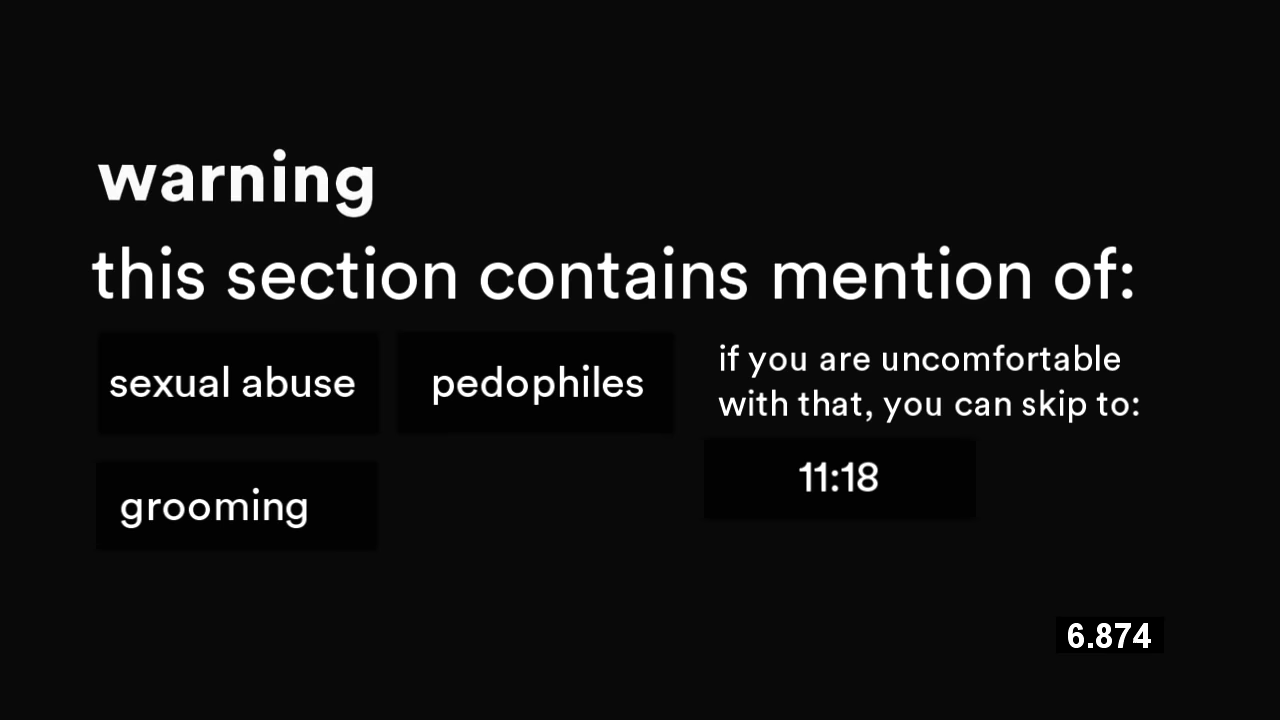 warning
this section contains mention of:
sexual abuse
pedophiles
grooming
if you are uncomfortable
with that, you can skip to:
11:18
6.874